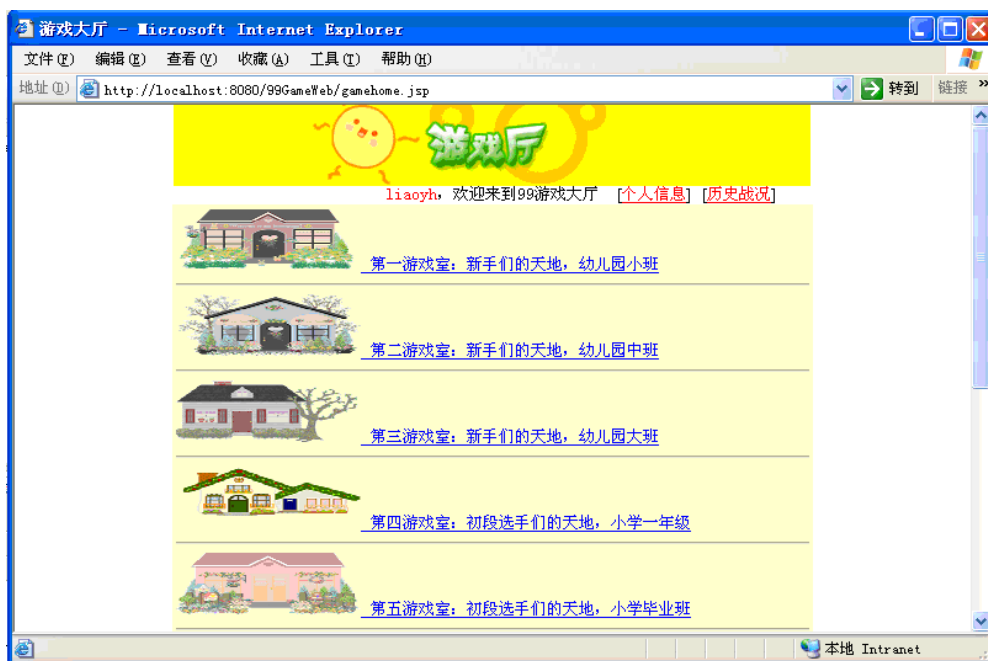 游戏大厅 - Microsoft Internet Explorer
文件(F) 编辑(E) 查看(V) 收藏(A) 工具(T) 帮助(H)
地址(D) http://localhost:8080/99GameWeb/gamehome.jsp 转到 链接 »
游戏厅
liaoyh，欢迎来到99游戏大厅 [个人信息] [历史战况]
第一游戏室：新手们的天地，幼儿园小班
第二游戏室：新手们的天地，幼儿园中班
第三游戏室：新手们的天地，幼儿园大班
第四游戏室：初段选手们的天地，小学一年级
第五游戏室：初段选手们的天地，小学毕业班
本地 Intranet